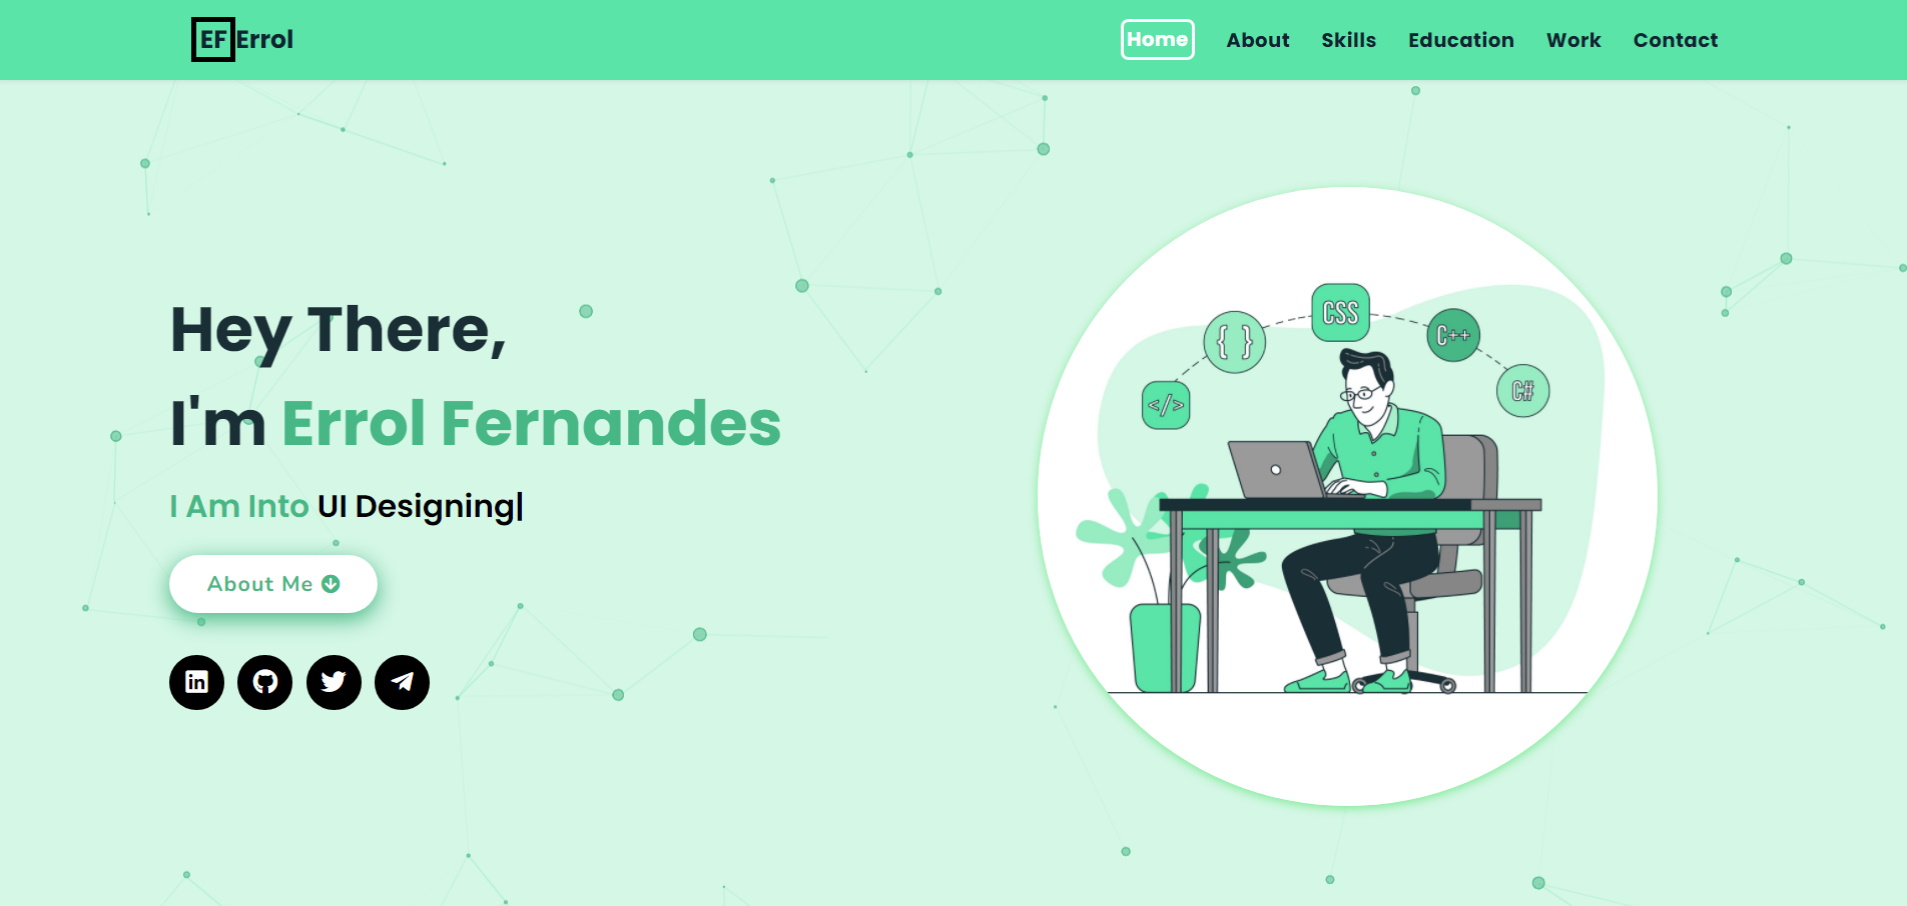 EF Errol
Home About Skills Education Work Contact
Hey There,
I'm Errol Fernandes
I Am Into UI Designing|
About Me
in
{ }
CSS
C++
</>
C#